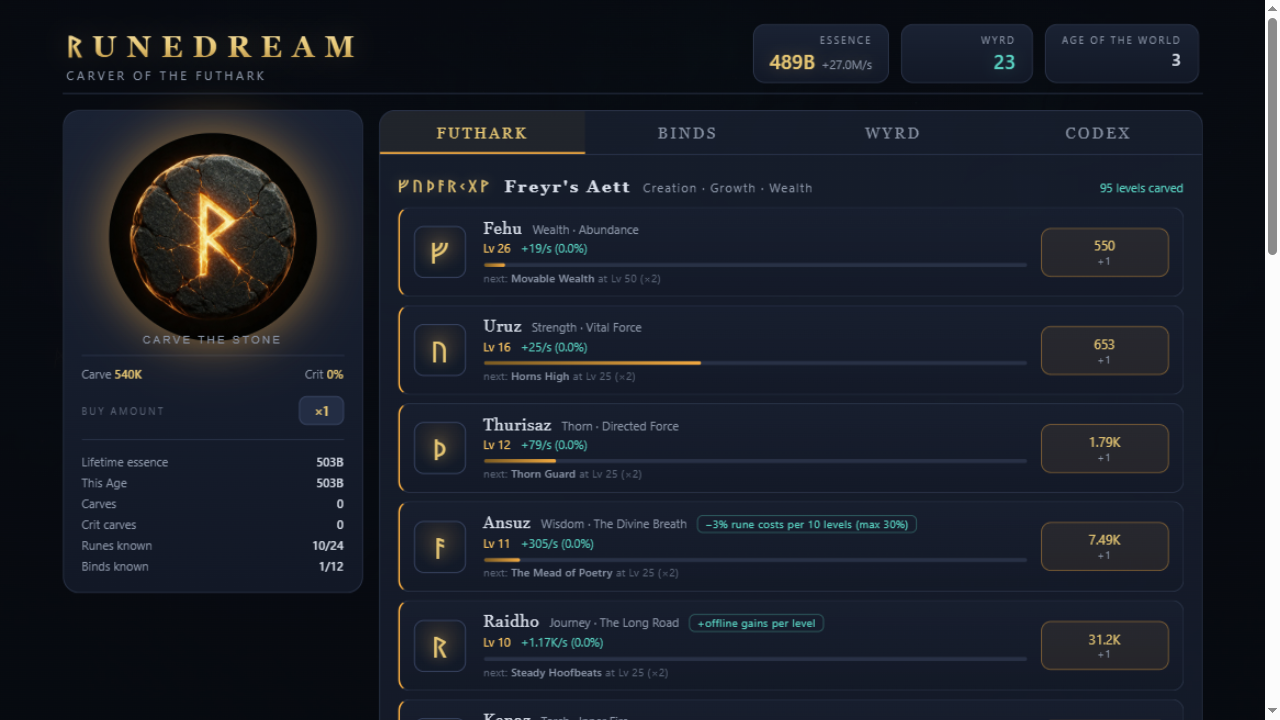 ᚱUNEDREAM
CARVER OF THE FUTHARK
ESSENCE
489B +27.0M/s
WYRD
23
AGE OF THE WORLD
3
ᚱ
CARVE THE STONE
Carve 540K
Crit 0%
BUY AMOUNT
×1
Lifetime essence 503B
This Age 503B
Carves 0
Crit carves 0
Runes known 10/24
Binds known 1/12
FUTHARK
BINDS
WYRD
CODEX
ᚠᚢᚦᚨᚱᚲᚷᚹ Freyr's Aett Creation · Growth · Wealth
95 levels carved
ᚠ
Fehu Wealth · Abundance
Lv 26 +19/s (0.0%)
next: Movable Wealth at Lv 50 (×2)
550
+1
ᚢ
Uruz Strength · Vital Force
Lv 16 +25/s (0.0%)
next: Horns High at Lv 25 (×2)
653
+1
ᚦ
Thurisaz Thorn · Directed Force
Lv 12 +79/s (0.0%)
next: Thorn Guard at Lv 25 (×2)
1.79K
+1
ᚨ
Ansuz Wisdom · The Divine Breath −3% rune costs per 10 levels (max 30%)
Lv 11 +305/s (0.0%)
next: The Mead of Poetry at Lv 25 (×2)
7.49K
+1
ᚱ
Raidho Journey · The Long Road +offline gains per level
Lv 10 +1.17K/s (0.0%)
next: Steady Hoofbeats at Lv 25 (×2)
31.2K
+1